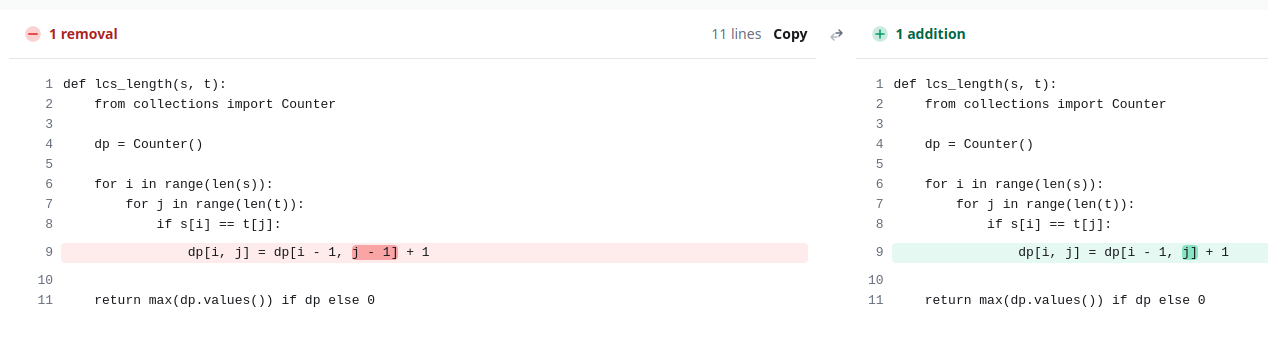 1 removal
11 lines Copy
1 def lcs_length(s, t):
2     from collections import Counter
3
4     dp = Counter()
5
6     for i in range(len(s)):
7         for j in range(len(t)):
8             if s[i] == t[j]:
9                 dp[i, j] = dp[i - 1, j - 1] + 1
10
11     return max(dp.values()) if dp else 0
1 addition
1 def lcs_length(s, t):
2     from collections import Counter
3
4     dp = Counter()
5
6     for i in range(len(s)):
7         for j in range(len(t)):
8             if s[i] == t[j]:
9                 dp[i, j] = dp[i - 1, j] + 1
10
11     return max(dp.values()) if dp else 0